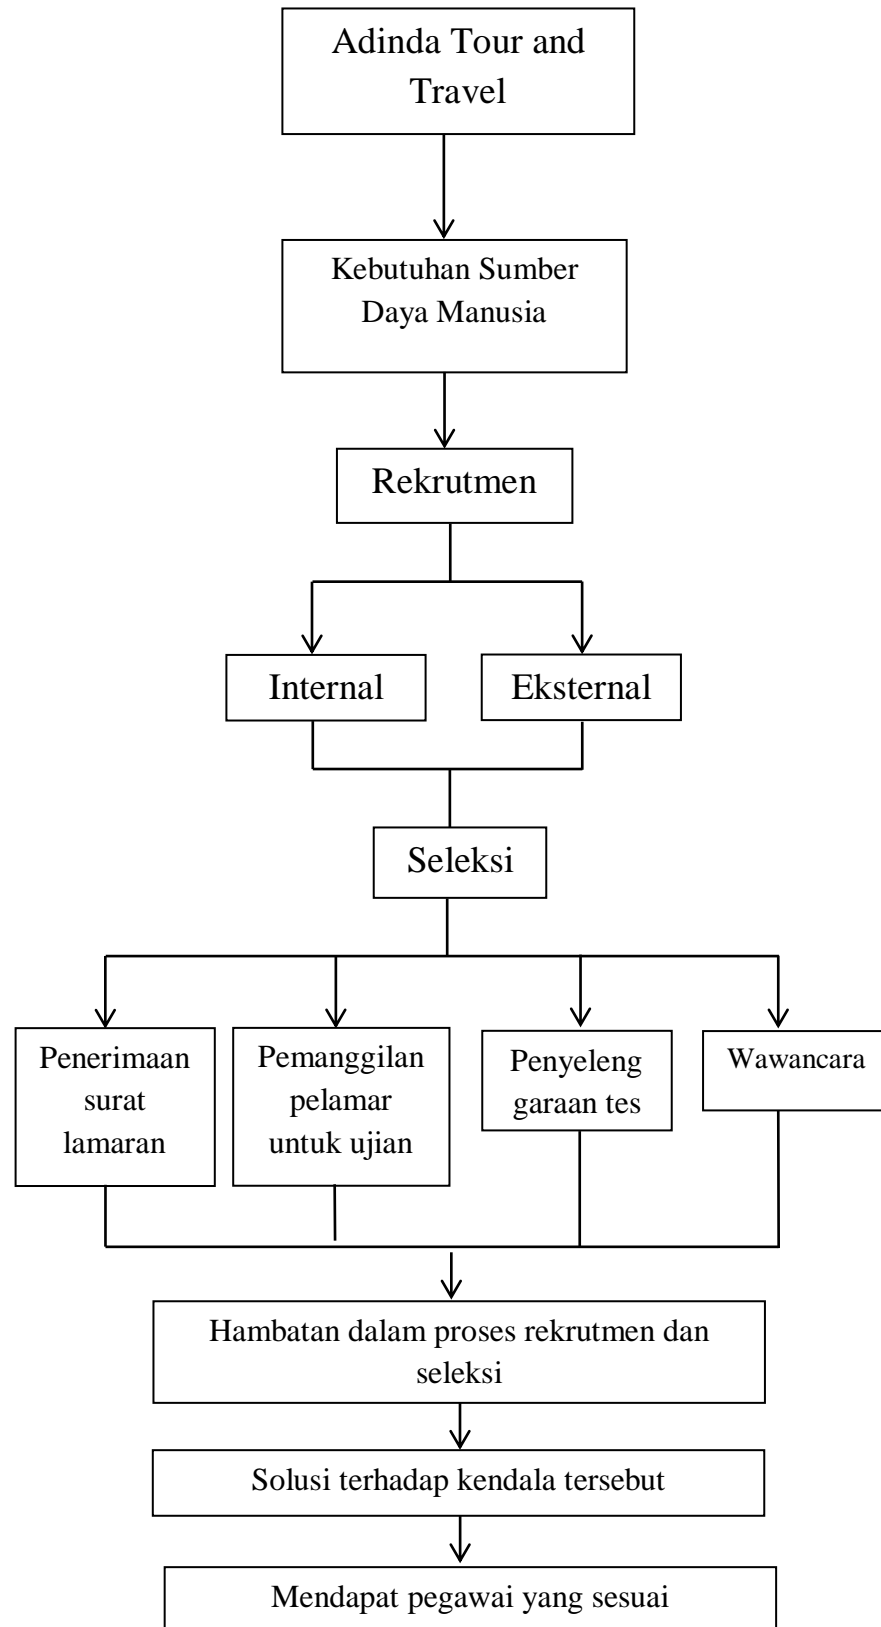 Adinda Tour and
Travel
Kebutuhan Sumber
Daya Manusia
Rekrutmen
Internal
Eksternal
Seleksi
Penerimaan
surat
lamaran
Pemanggilan
pelamar
untuk ujian
Penyeleng
garaan tes
Wawancara
Hambatan dalam proses rekrutmen dan
seleksi
Solusi terhadap kendala tersebut
Mendapat pegawai yang sesuai